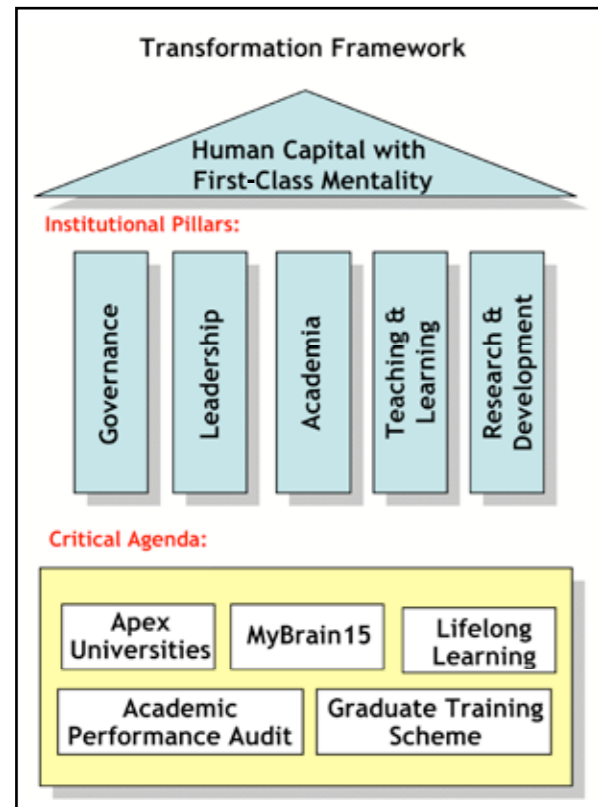 Transformation Framework
Human Capital with
First-Class Mentality
Institutional Pillars:
Governance
Leadership
Academia
Teaching &
Learning
Research &
Development
Critical Agenda:
Apex
Universities
MyBrain15
Lifelong
Learning
Academic
Performance Audit
Graduate Training
Scheme